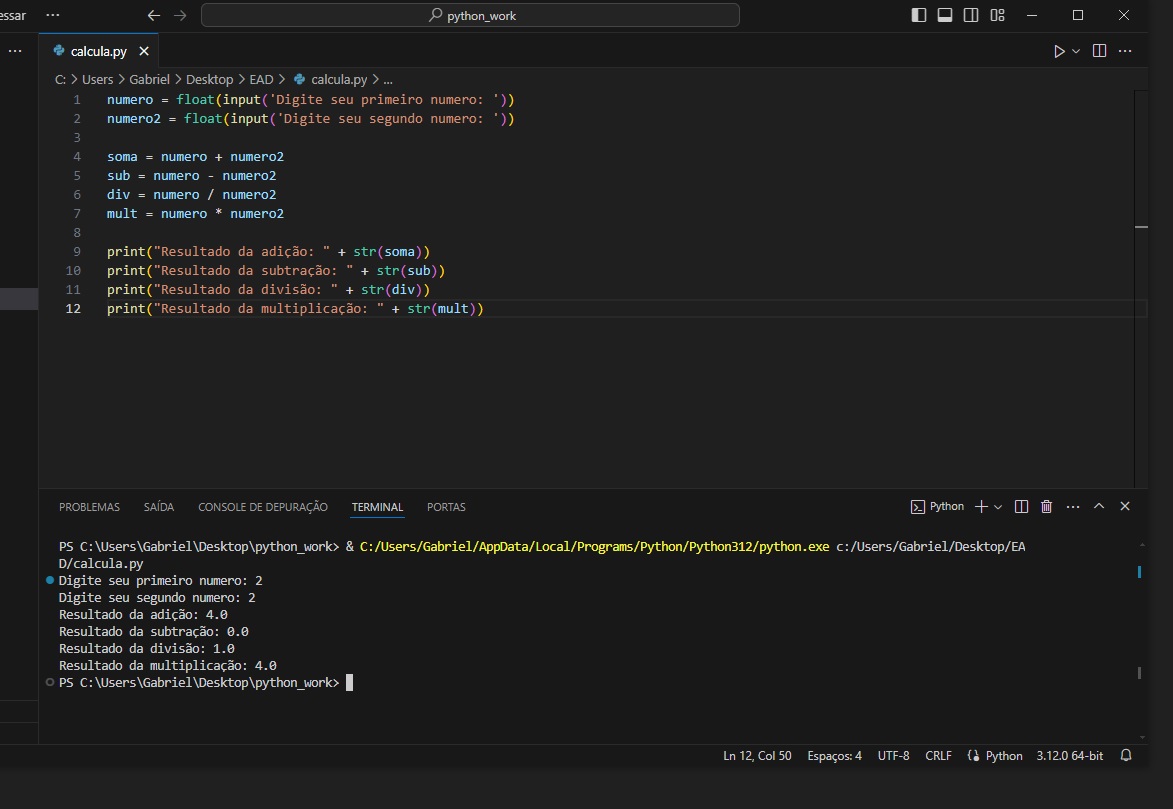 essar ··· python_work
··· calcula.py
C: > Users > Gabriel > Desktop > EAD > calcula.py > ...
1 numero = float(input('Digite seu primeiro numero: '))
2 numero2 = float(input('Digite seu segundo numero: '))
3
4 soma = numero + numero2
5 sub = numero - numero2
6 div = numero / numero2
7 mult = numero * numero2
8
9 print("Resultado da adição: " + str(soma))
10 print("Resultado da subtração: " + str(sub))
11 print("Resultado da divisão: " + str(div))
12 print("Resultado da multiplicação: " + str(mult))
PROBLEMAS SAÍDA CONSOLE DE DEPURAÇÃO TERMINAL PORTAS Python
PS C:\Users\Gabriel\Desktop\python_work> & C:/Users/Gabriel/AppData/Local/Programs/Python/Python312/python.exe c:/Users/Gabriel/Desktop/EA
D/calcula.py
Digite seu primeiro numero: 2
Digite seu segundo numero: 2
Resultado da adição: 4.0
Resultado da subtração: 0.0
Resultado da divisão: 1.0
Resultado da multiplicação: 4.0
PS C:\Users\Gabriel\Desktop\python_work>
Ln 12, Col 50 Espaços: 4 UTF-8 CRLF Python 3.12.0 64-bit